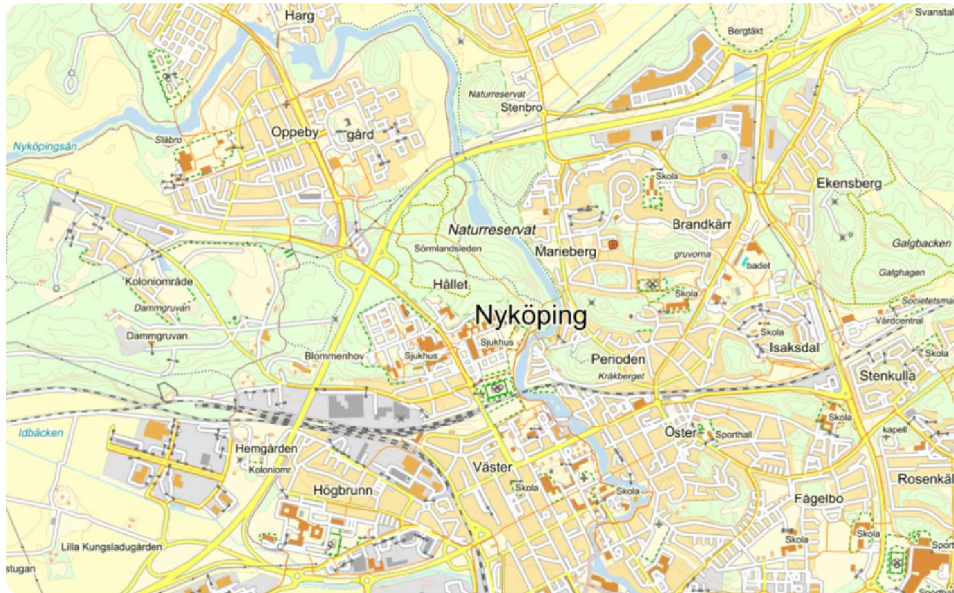 Harg
Svanstal
Bergtäkt
Naturreservat
Stenbro
Oppeby
gård
Släbro
Nyköpingsån
Skola
Ekensberg
Brandkärr
Naturreservat
Sörmlandsleden
Marieberg
gruvorna
Galgbacken
badet
Galghagen
Koloniområde
Hållet
Skola
Dammgruvan
Societetsma
Nyköping
Vårdcentral
Dammgruvan
Skola
Isaksdal
Skola
Blommenhov
Sjukhus
Sjukhus
Perioden
Kråkberget
Stenkulla
Idbäcken
Skola
Hemgården
Öster
Sporthall
kapell
Koloniomr.
Väster
Högbrunn
Skola
Skola
Fågelbo
Rosenkäl
Skola
Skola
Lilla Kungsladugården
Sport
stugan
Sporthall